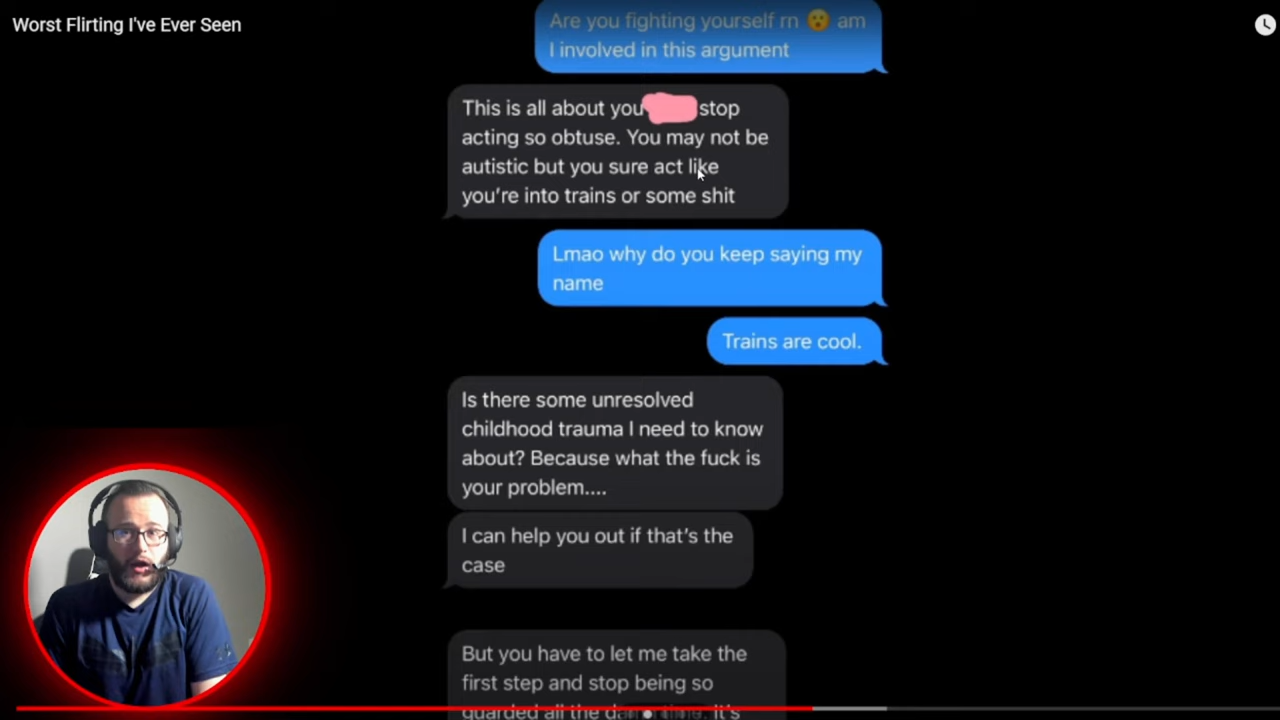 Worst Flirting I've Ever Seen
Are you fighting yourself rn 😮 am
I involved in this argument
This is all about you stop
acting so obtuse. You may not be
autistic but you sure act like
you're into trains or some shit
Lmao why do you keep saying my
name
Trains are cool.
Is there some unresolved
childhood trauma I need to know
about? Because what the fuck is
your problem....
I can help you out if that's the
case
But you have to let me take the
first step and stop being so
guarded all the It's